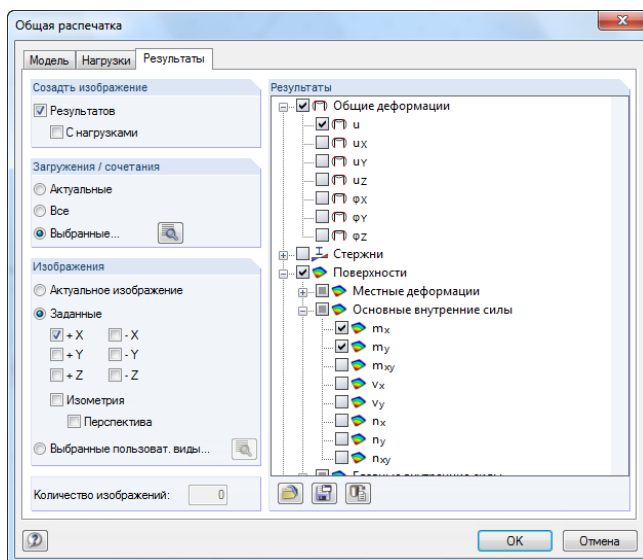 Общая распечатка
Модель Нагрузки Результаты
Создать изображение
Результатов
С нагрузками
Загружения / сочетания
Актуальные
Все
Выбранные...
Изображения
Актуальное изображение
Заданные
+ X - X
+ Y - Y
+ Z - Z
Изометрия
Перспектива
Выбранные пользоват. виды...
Количество изображений: 0
Результаты
Общие деформации
u
uX
uY
uZ
φX
φY
φZ
Стержни
Поверхности
Местные деформации
Основные внутренние силы
mx
my
mxy
vx
vy
nx
ny
nxy
OK Отмена